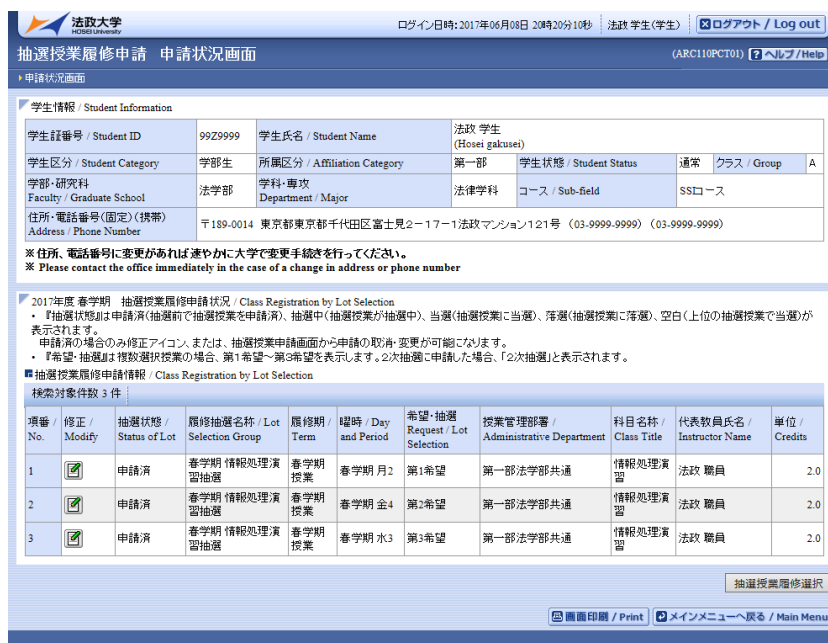 法政大学
HOSEI University
ログイン日時:2017年06月08日 20時20分10秒 法政 学生(学生) ログアウト / Log out
抽選授業履修申請 申請状況画面 (ARC110PCT01) ヘルプ/Help
申請状況画面
学生情報 / Student Information
学生証番号 / Student ID 99Z9999 学生氏名 / Student Name 法政 学生
(Hosei gakusei)
学生区分 / Student Category 学部生 所属区分 / Affiliation Category 第一部 学生状態 / Student Status 通常 クラス / Group A
学部・研究科
Faculty / Graduate School 法学部 学科・専攻
Department / Major 法律学科 コース / Sub-field SSIコース
住所・電話番号(固定)(携帯)
Address / Phone Number 〒189-0014 東京都東京都千代田区富士見2-17-1法政マンション121号 (03-9999-9999) (03-9999-9999)
※住所、電話番号に変更があれば速やかに大学で変更手続きを行ってください。
※ Please contact the office immediately in the case of a change in address or phone number
2017年度 春学期 抽選授業履修申請状況 / Class Registration by Lot Selection
・ 『抽選状態』は申請済(抽選前で抽選授業を申請済)、抽選中(抽選授業が抽選中)、当選(抽選授業に当選)、落選(抽選授業に落選)、空白(上位の抽選授業で当選)が
表示されます。
申請済の場合のみ修正アイコン、または、抽選授業申請画面から申請の取消・変更が可能になります。
・ 『希望・抽選』は複数選択授業の場合、第1希望~第3希望を表示します。2次抽選に申請した場合、「2次抽選」と表示されます。
抽選授業履修申請情報 / Class Registration by Lot Selection
検索対象件数 3 件
項番 / No. 修正 / Modify 抽選状態 / Status of Lot 履修抽選名称 / Lot Selection Group 履修期 / Term 曜時 / Day and Period 希望・抽選 Request / Lot Selection 授業管理部署 / Administrative Department 科目名称 / Class Title 代表教員氏名 / Instructor Name 単位 / Credits
1 申請済 春学期 情報処理演習抽選 春学期授業 春学期 月2 第1希望 第一部法学部共通 情報処理演習 法政 職員 2.0
2 申請済 春学期 情報処理演習抽選 春学期授業 春学期 金4 第2希望 第一部法学部共通 情報処理演習 法政 職員 2.0
3 申請済 春学期 情報処理演習抽選 春学期授業 春学期 水3 第3希望 第一部法学部共通 情報処理演習 法政 職員 2.0
抽選授業履修選択
画面印刷 / Print メインメニューへ戻る / Main Menu